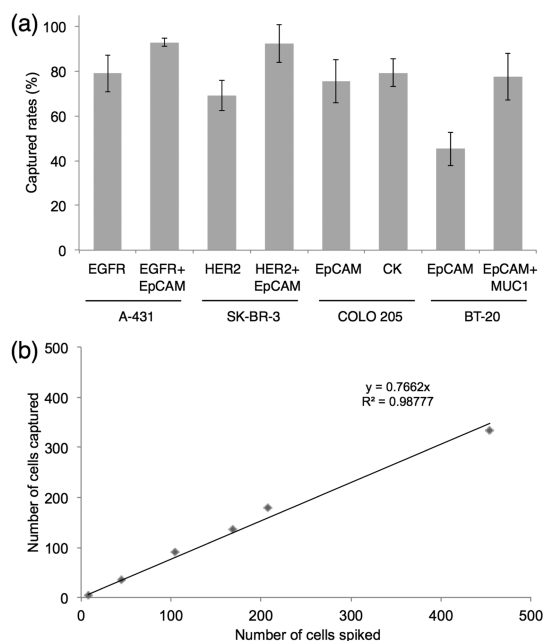 (a)
Captured rates (%)
100
80
60
40
20
0
EGFR
EGFR+
EpCAM
HER2
HER2+
EpCAM
EpCAM
CK
EpCAM
EpCAM+
MUC1
A-431
SK-BR-3
COLO 205
BT-20
(b)
Number of cells captured
500
400
300
200
100
0
y = 0.7662x
R² = 0.98777
0
100
200
300
400
500
Number of cells spiked